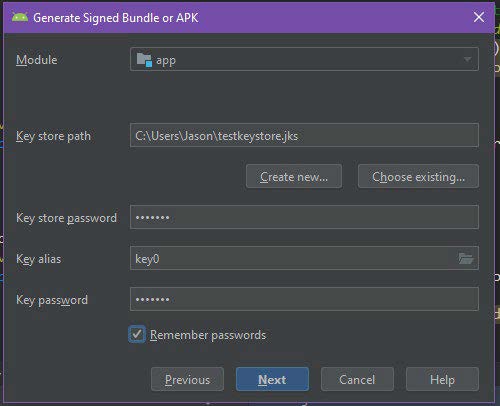 Generate Signed Bundle or APK
Module
app
Key store path
C:\Users\Jason\testkeystore.jks
Create new... Choose existing...
Key store password •••••••
Key alias
key0
Key password •••••••
Remember passwords
Previous Next Cancel Help